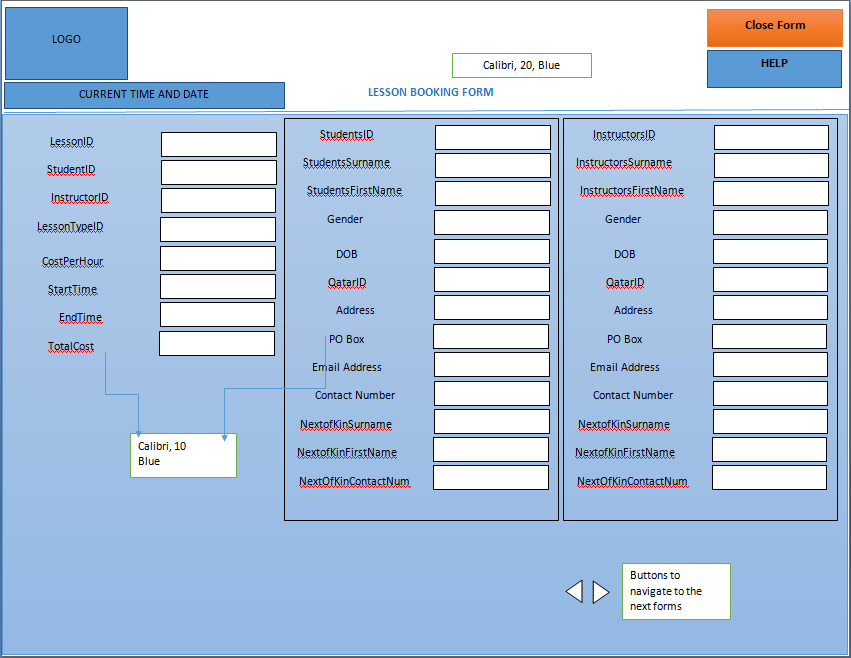 LOGO
Close Form
Calibri, 20, Blue
HELP
CURRENT TIME AND DATE
LESSON BOOKING FORM
LessonID
StudentID
InstructorID
LessonTypeID
CostPerHour
StartTime
EndTime
TotalCost
Calibri, 10
Blue
StudentsID
StudentsSurname
StudentsFirstName
Gender
DOB
QatarID
Address
PO Box
Email Address
Contact Number
NextofKinSurname
NextofKinFirstName
NextOfKinContactNum
InstructorsID
InstructorsSurname
InstructorsFirstName
Gender
DOB
QatarID
Address
PO Box
Email Address
Contact Number
NextofKinSurname
NextofKinFirstName
NextOfKinContactNum
Buttons to
navigate to the
next forms